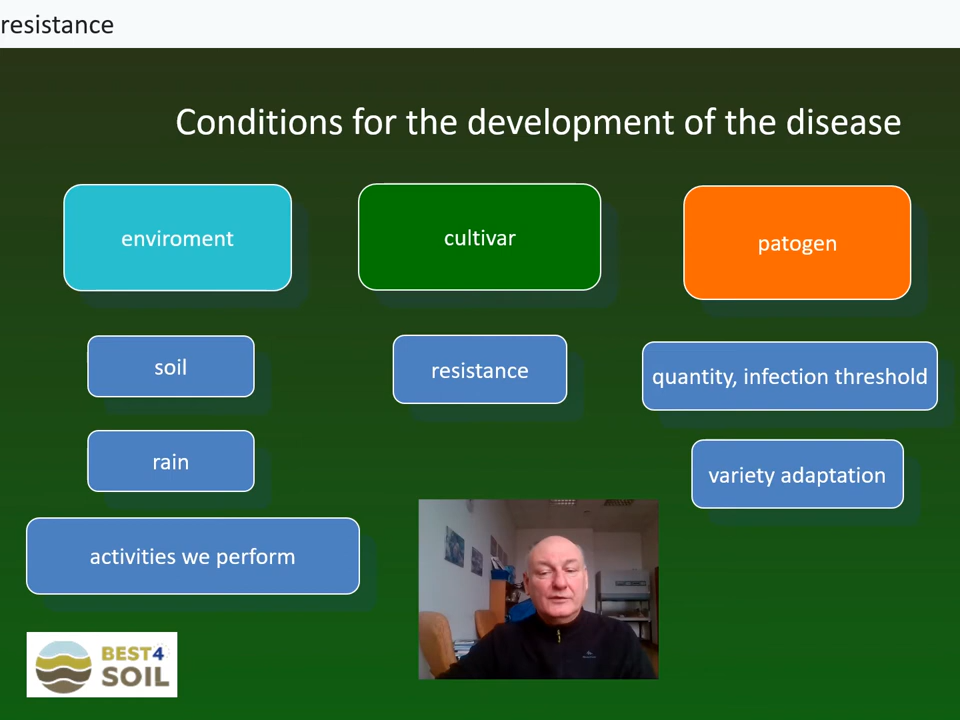 resistance
Conditions for the development of the disease
enviroment
cultivar
patogen
soil
resistance
quantity, infection threshold
rain
variety adaptation
activities we perform
BEST4
SOIL